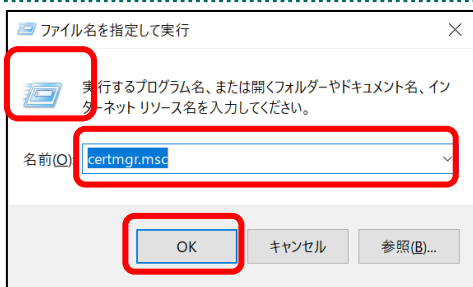 ファイル名を指定して実行
実行するプログラム名、または開くフォルダーやドキュメント名、イン
ターネット リソース名を入力してください。
名前(O): certmgr.msc
OK キャンセル 参照(B)...